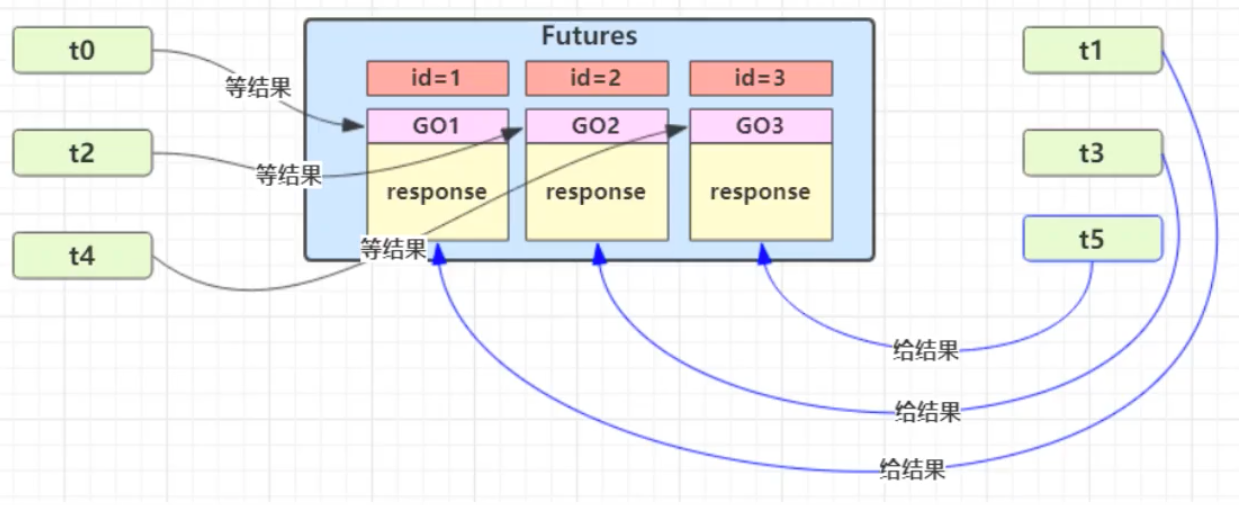 Futures
t0
t2
t4
等结果
等结果
等结果
id=1
id=2
id=3
GO1
GO2
GO3
response
response
response
t1
t3
t5
给结果
给结果
给结果